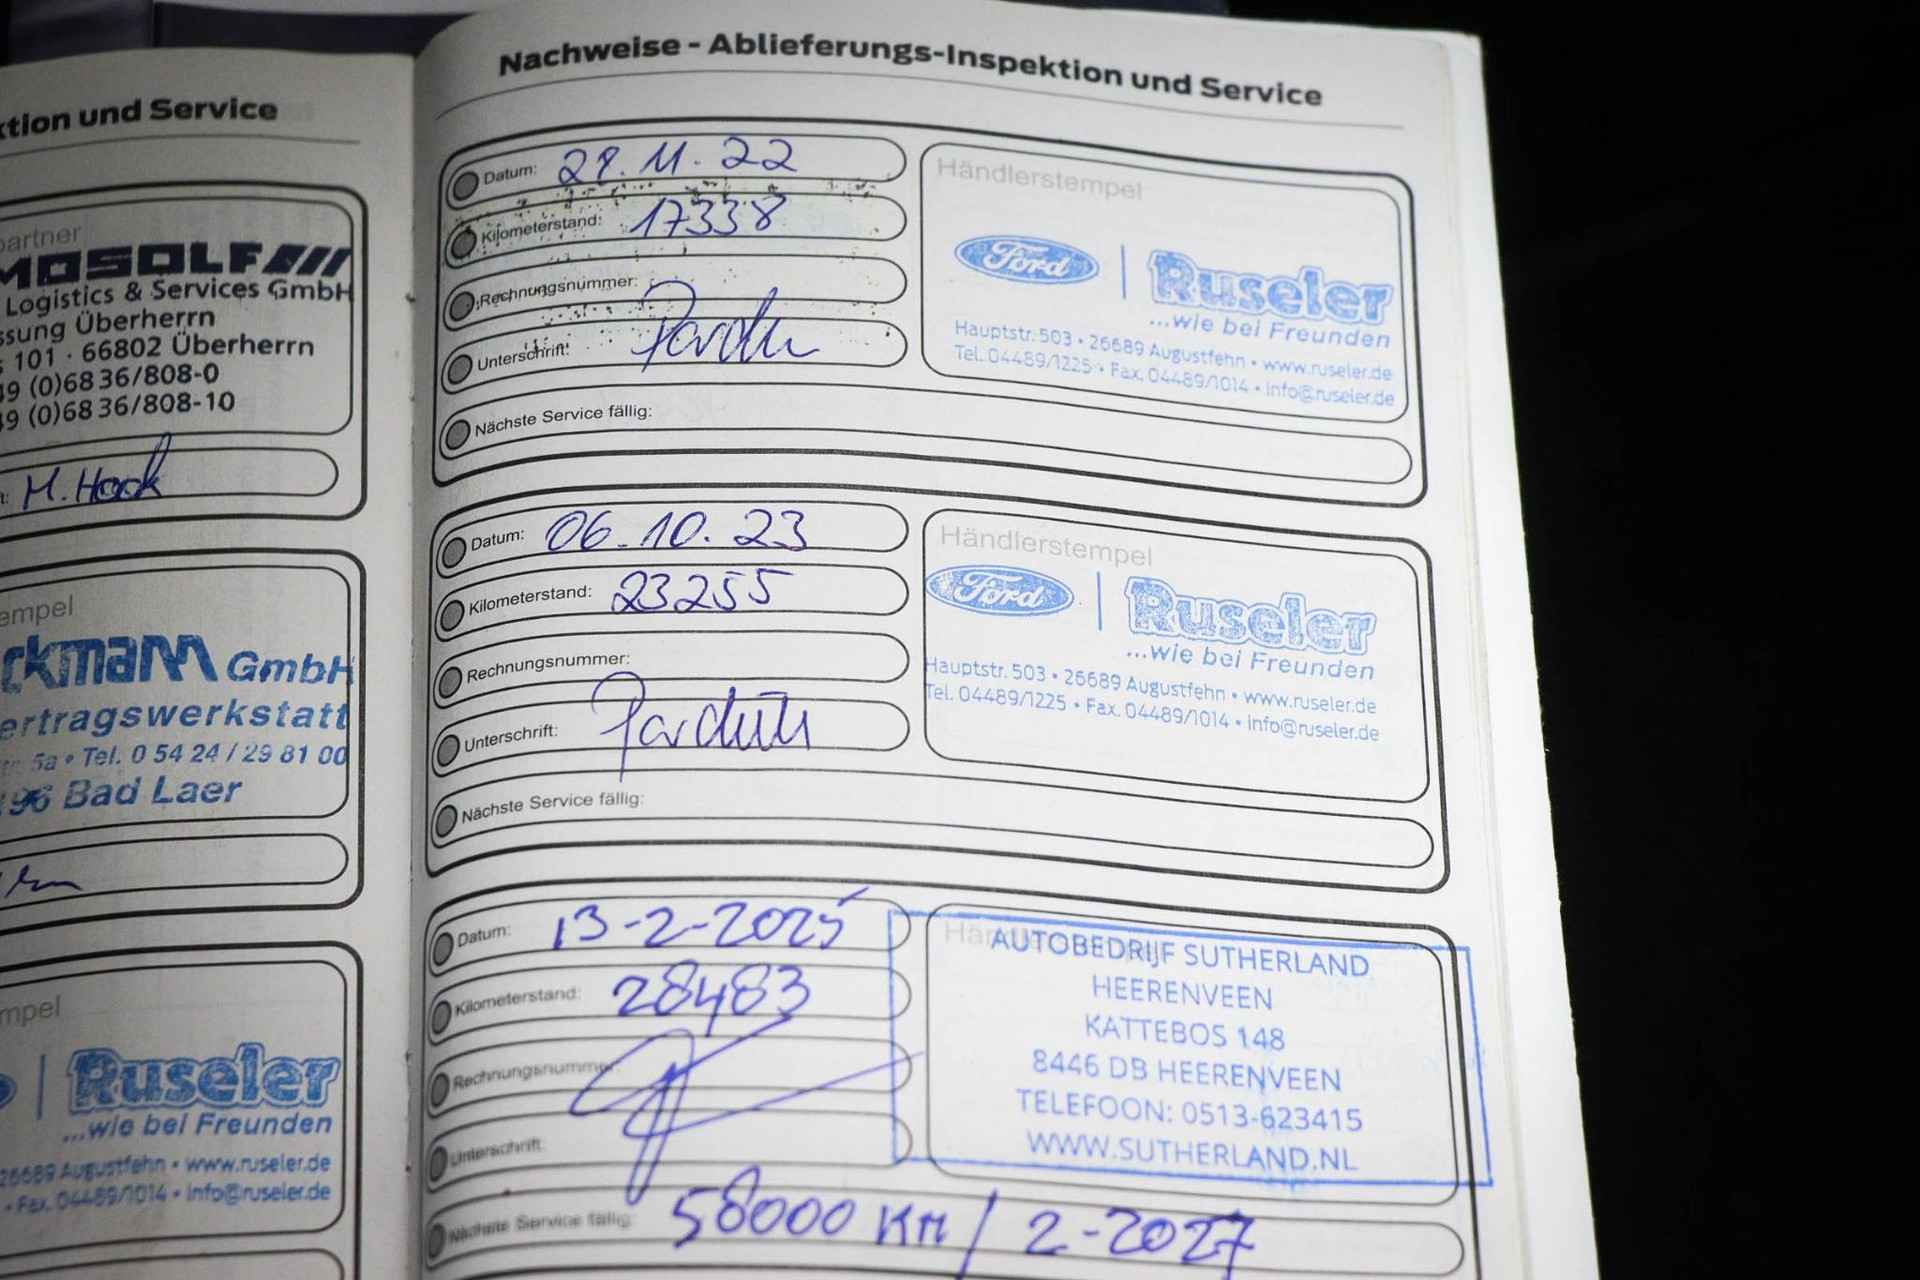 ktion und Service
partner
MOSOLF
Logistics & Services GmbH
ssung Überherrn
101 · 66802 Überherrn
49 (0)68 36/808-0
49 (0)68 36/808-10
t: M. Hook
empel
ckmann GmbH
ertragswerkstatt
5a • Tel. 0 54 24 / 29 81 00
196 Bad Laer
mpel
Ruseler
...wie bei Freunden
26689 Augustfehn • www.ruseler.de
• Fax. 04489/1014 • info@ruseler.de
Nachweise - Ablieferungs-Inspektion und Service
Datum: 29.11.22
Kilometerstand: 17338
Rechnungsnummer:
Unterschrift:
Nächste Service fällig:
Händlerstempel
Ford | Ruseler
...wie bei Freunden
Hauptstr. 503 • 26689 Augustfehn • www.ruseler.de
Tel. 04489/1225 • Fax. 04489/1014 • info@ruseler.de
Datum: 06.10.23
Kilometerstand: 23255
Rechnungsnummer:
Unterschrift:
Nächste Service fällig:
Händlerstempel
Ford | Ruseler
...wie bei Freunden
Hauptstr. 503 • 26689 Augustfehn • www.ruseler.de
Tel. 04489/1225 • Fax. 04489/1014 • info@ruseler.de
Datum: 13-2-2025
Kilometerstand: 28483
Rechnungsnummer:
Unterschrift:
Nächste Service fällig: 58000 KM / 2-2027
AUTOBEDRIJF SUTHERLAND
HEERENVEEN
KATTEBOS 148
8446 DB HEERENVEEN
TELEFOON: 0513-623415
WWW.SUTHERLAND.NL